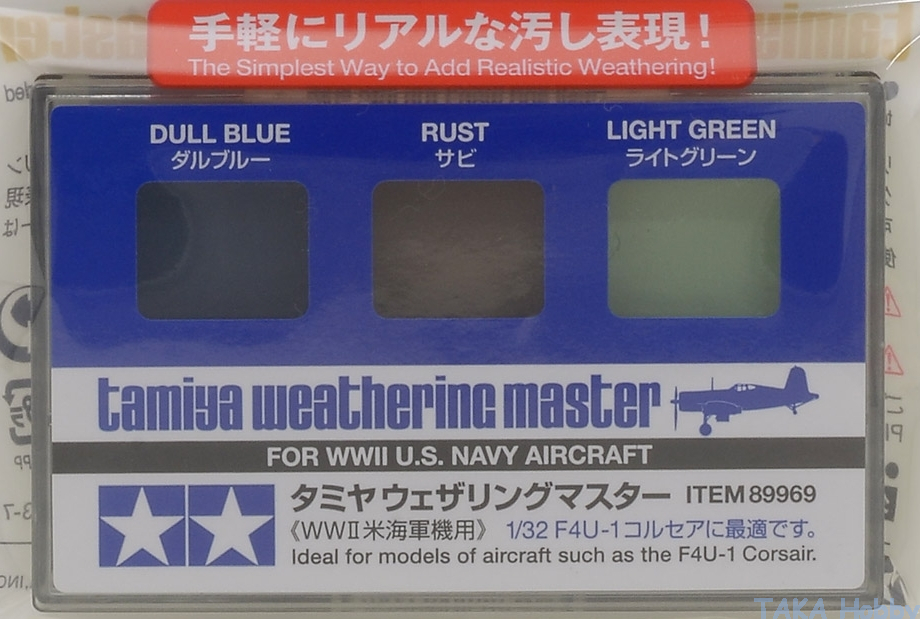 手軽にリアルな汚し表現！
The Simplest Way to Add Realistic Weathering!
DULL BLUE RUST LIGHT GREEN
ダルブルー サビ ライトグリーン
tamiya weathering master
FOR WWII U.S. NAVY AIRCRAFT
タミヤウェザリングマスター ITEM 89969
《WWⅡ米海軍機用》 1/32 F4U-1コルセアに最適です。
Ideal for models of aircraft such as the F4U-1 Corsair.
TAKA Hobby